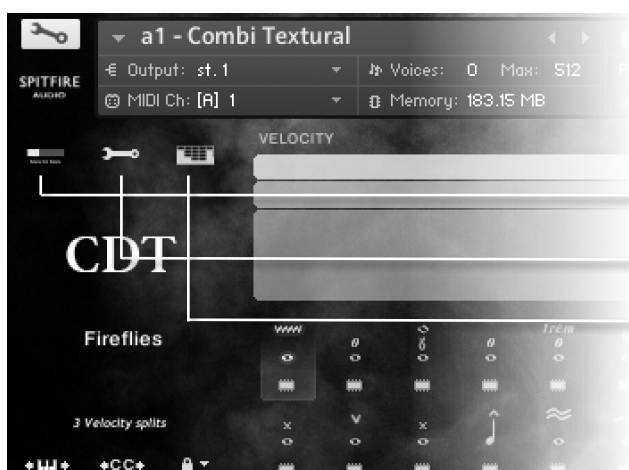 a1 - Combi Textural
SPITFIRE
AUDIO
Output: st.1
Voices: 0 Max: 512
MIDI Ch: [A] 1
Memory: 183.15 MB
VELOCITY
CDT
Fireflies
Trem
3 Velocity splits
CC